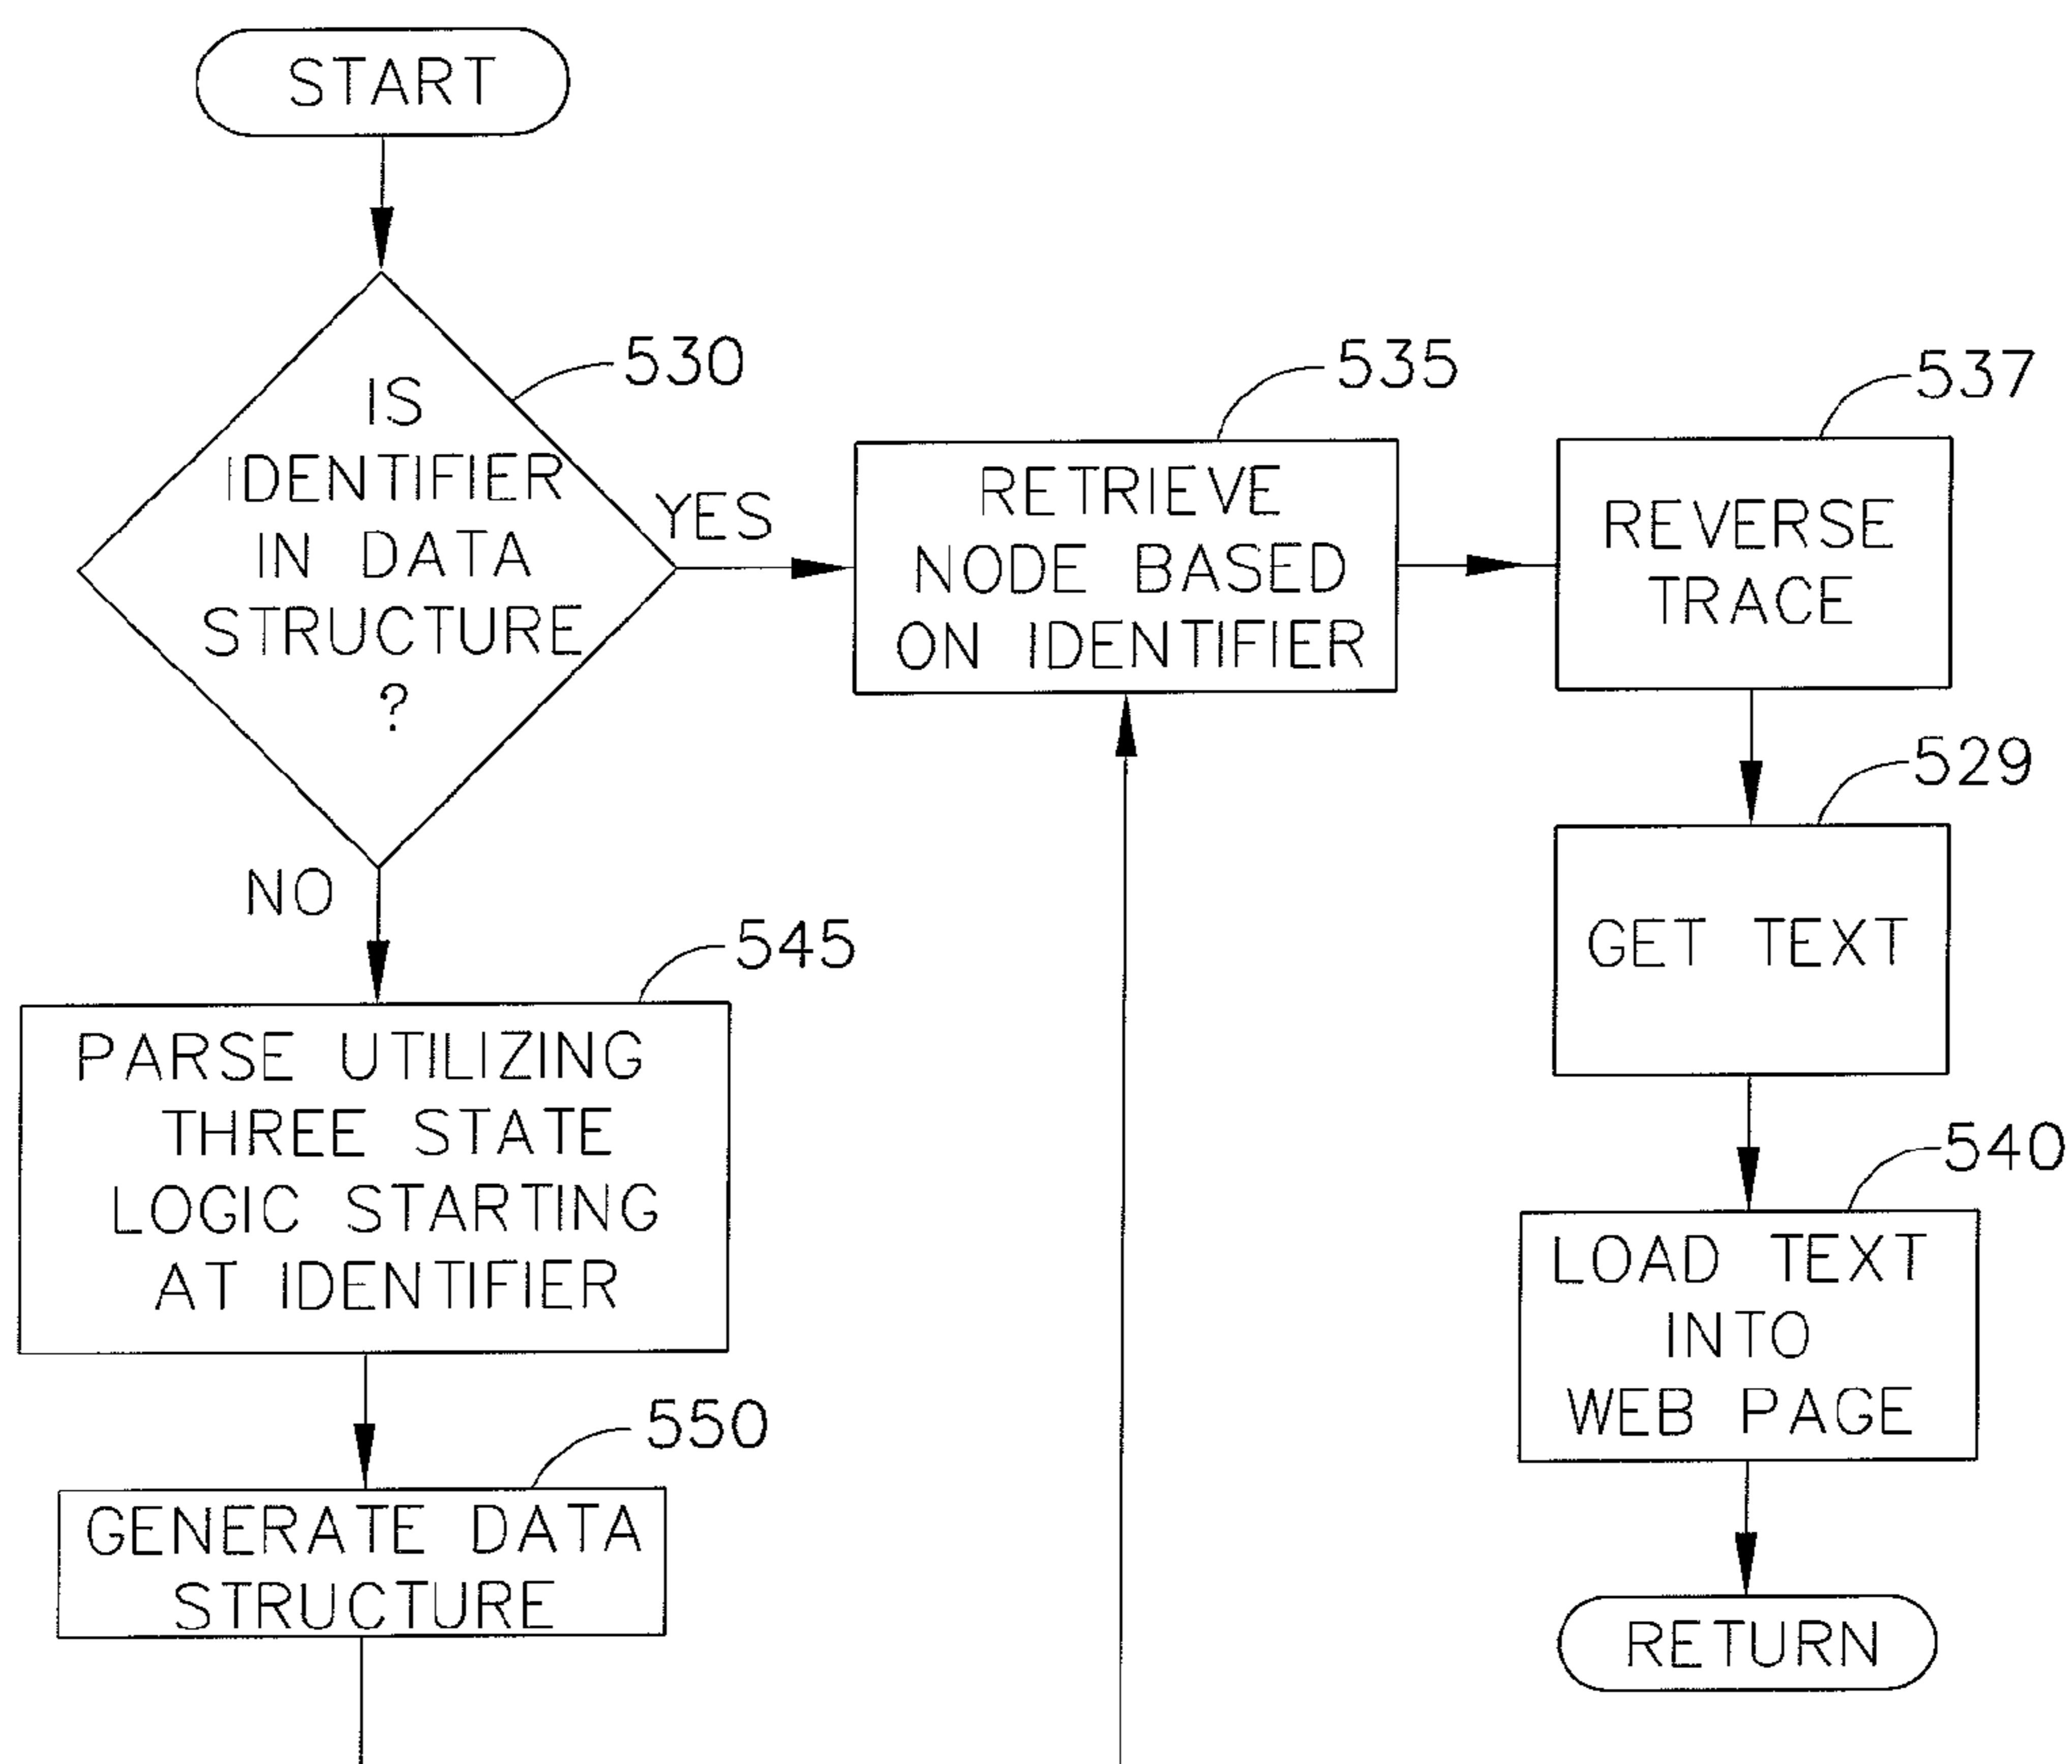 START
530
IS
IDENTIFIER
IN DATA
STRUCTURE
?
YES
NO
535
RETRIEVE
NODE BASED
ON IDENTIFIER
537
REVERSE
TRACE
529
GET TEXT
545
PARSE UTILIZING
THREE STATE
LOGIC STARTING
AT IDENTIFIER
540
LOAD TEXT
INTO
WEB PAGE
550
GENERATE DATA
STRUCTURE
RETURN